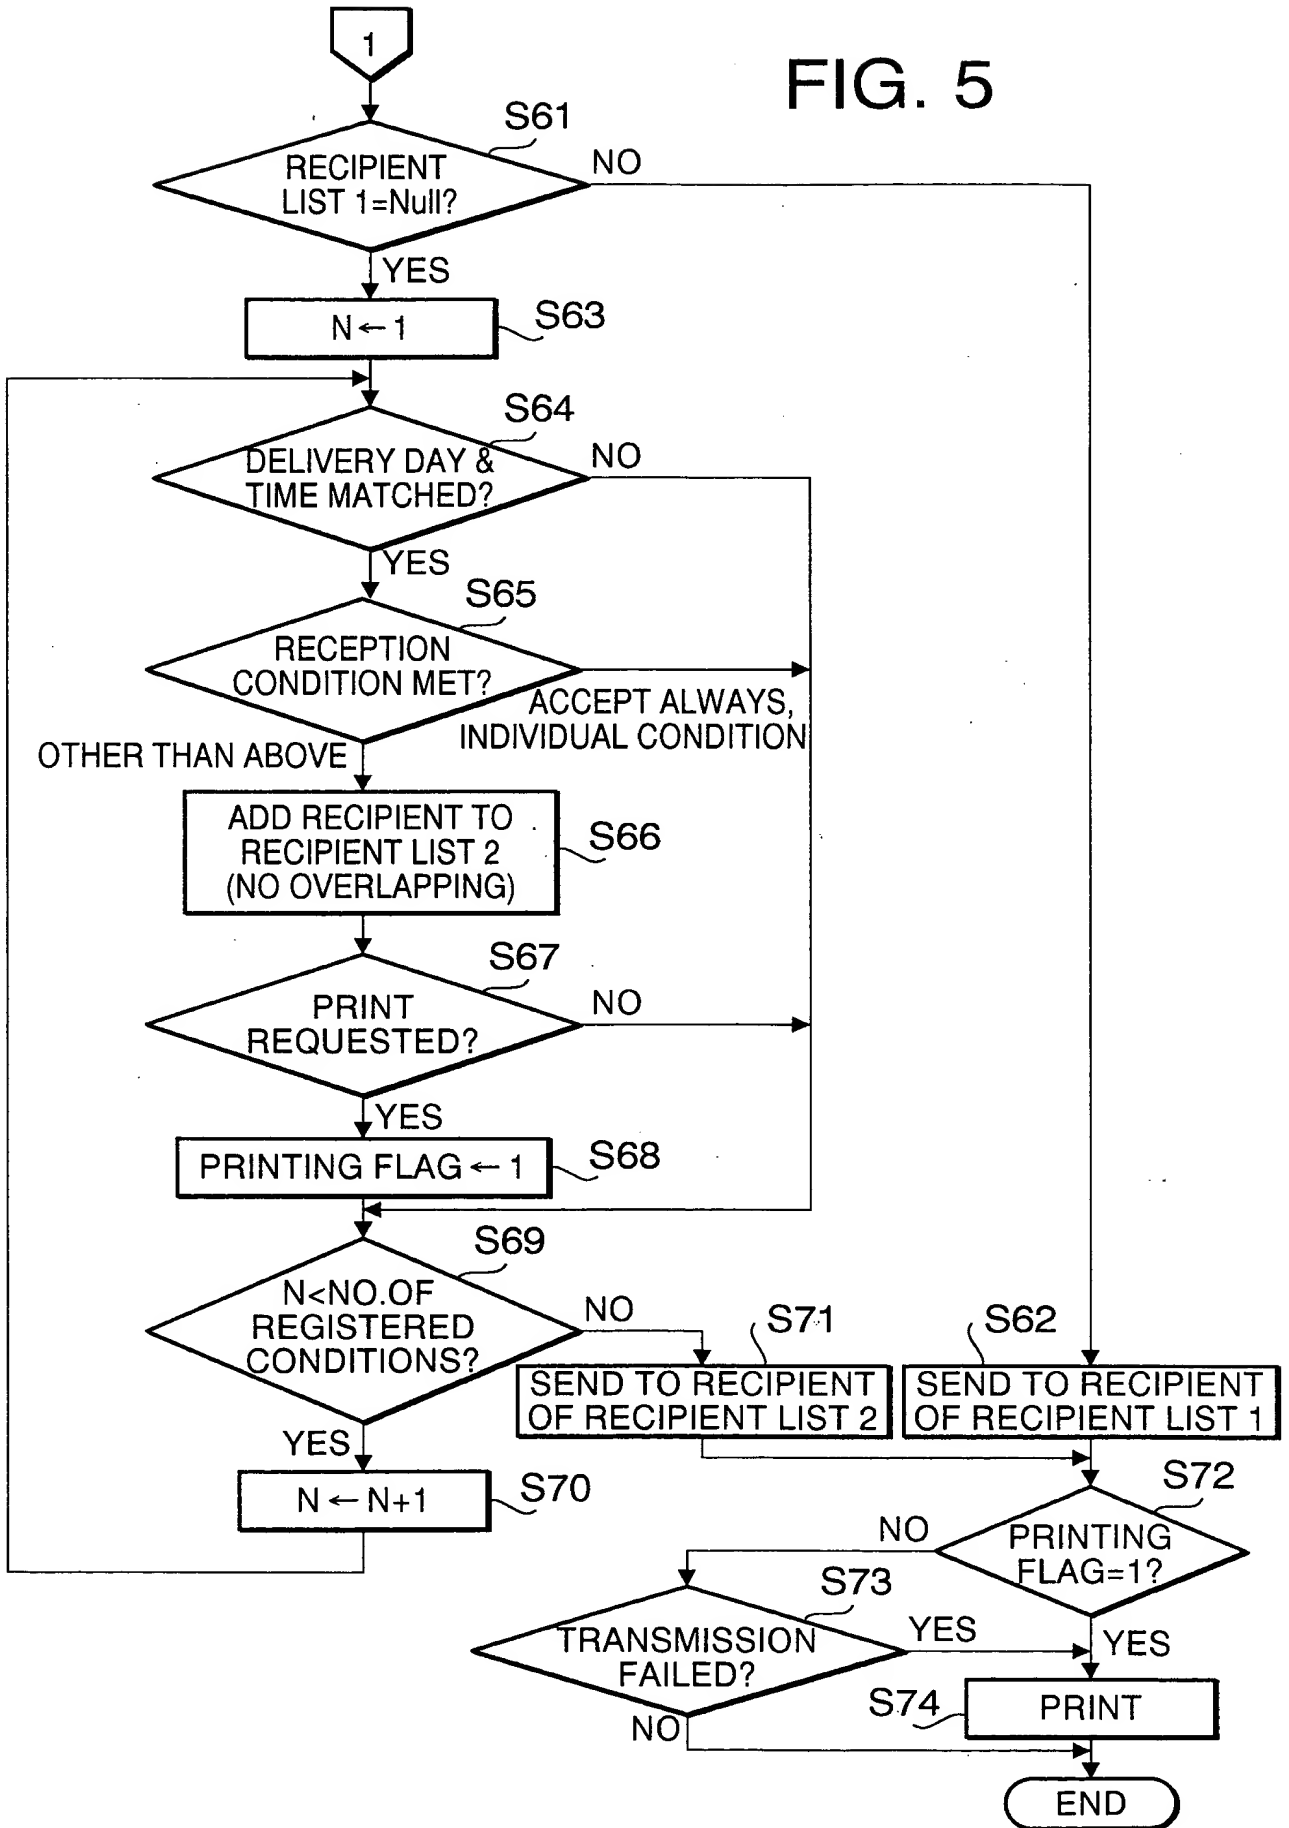 1
FIG. 5
S61
RECIPIENT
LIST 1=Null?
NO
YES
N←1
S63
S64
DELIVERY DAY &
TIME MATCHED?
NO
YES
S65
RECEPTION
CONDITION MET?
ACCEPT ALWAYS,
INDIVIDUAL CONDITION
OTHER THAN ABOVE
ADD RECIPIENT TO
RECIPIENT LIST 2
(NO OVERLAPPING)
S66
S67
PRINT
REQUESTED?
NO
YES
PRINTING FLAG ← 1
S68
S69
N<NO.OF
REGISTERED
CONDITIONS?
NO
YES
N ← N+1
S70
S71
SEND TO RECIPIENT
OF RECIPIENT LIST 2
S62
SEND TO RECIPIENT
OF RECIPIENT LIST 1
S72
PRINTING
FLAG=1?
NO
YES
S73
TRANSMISSION
FAILED?
YES
NO
S74
PRINT
END